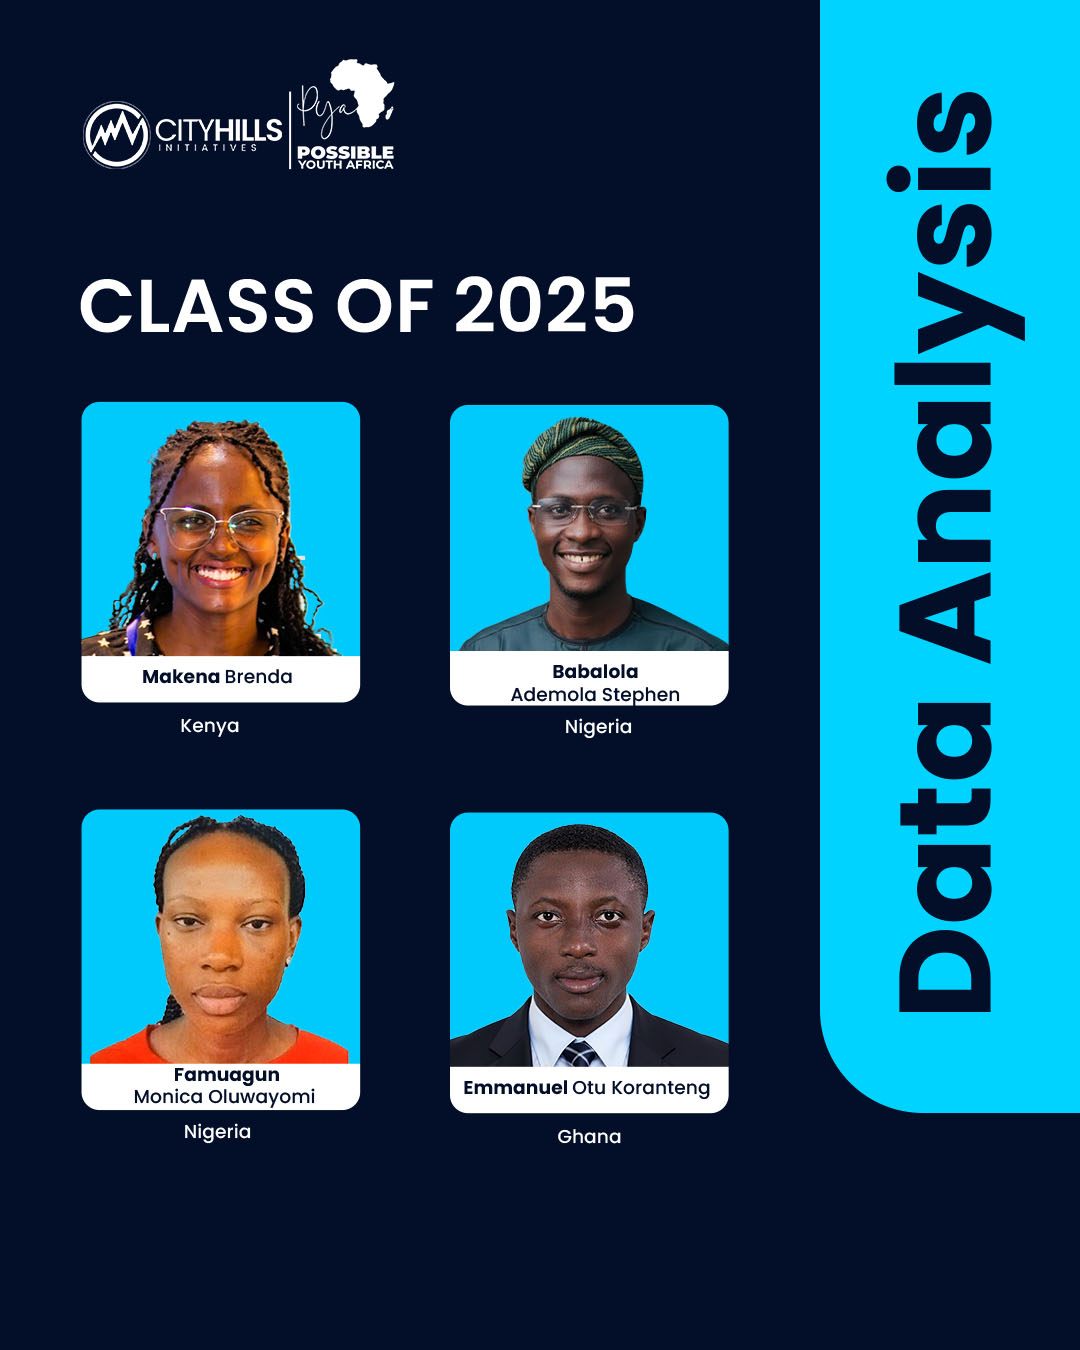 CITYHILLS
INITIATIVES
Pya
POSSIBLE
YOUTH AFRICA
CLASS OF 2025
Makena Brenda
Kenya
Babalola
Ademola Stephen
Nigeria
Famuagun
Monica Oluwayomi
Nigeria
Emmanuel Otu Koranteng
Ghana
Data Analysis